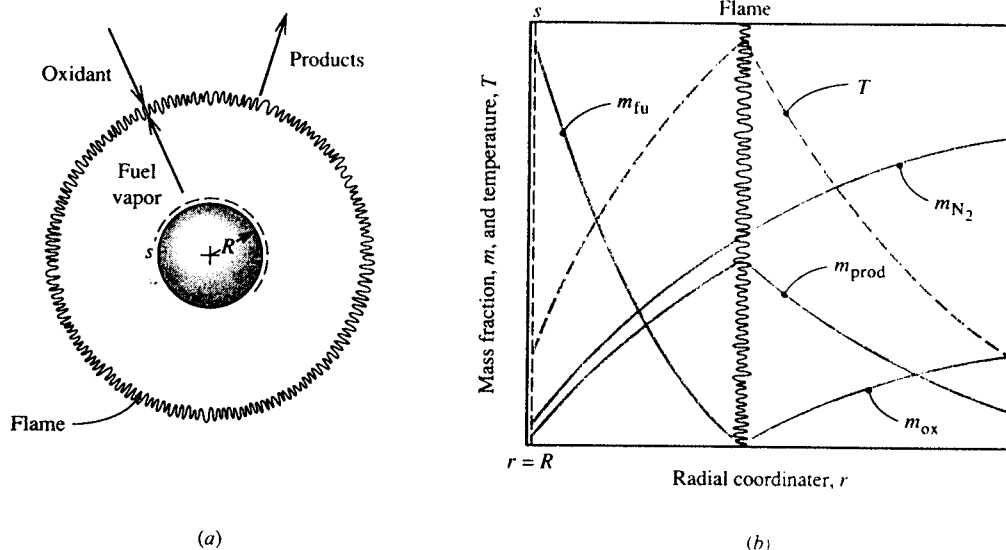 Oxidant
Products
Fuel
vapor
s
R
Flame
(a)
s
Flame
m_fu
T
m_N₂
m_prod
m_ox
Mass fraction, m, and temperature, T
r = R
Radial coordinater, r
(b)